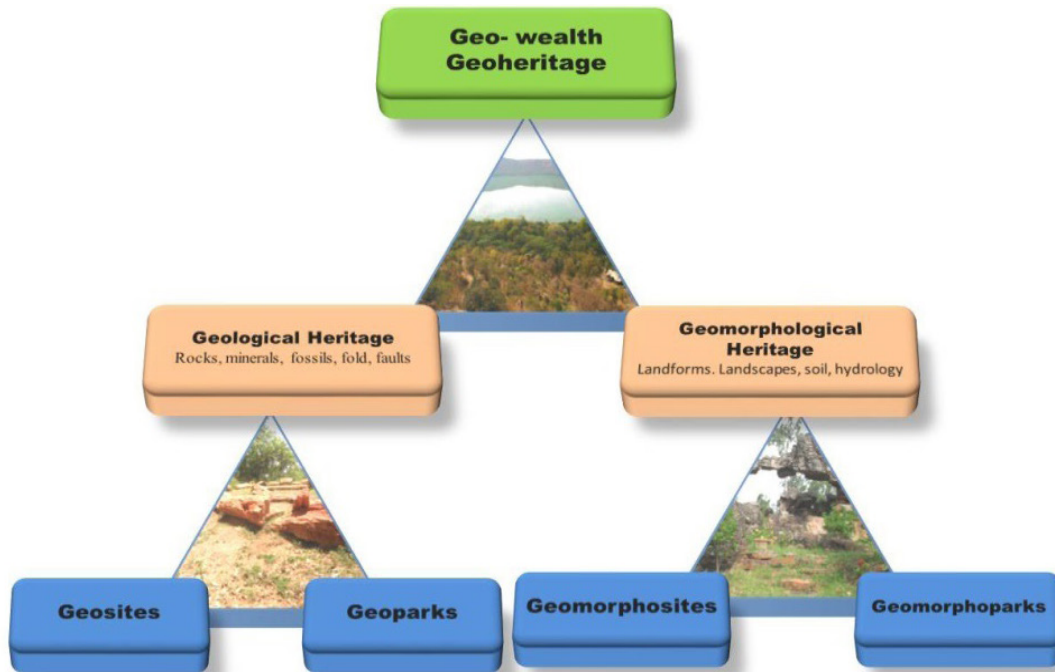 Geo- wealth
Geoheritage
Geological Heritage
Rocks, minerals, fossils, fold, faults
Geomorphological
Heritage
Landforms. Landscapes, soil, hydrology
Geosites
Geoparks
Geomorphosites
Geomorphoparks